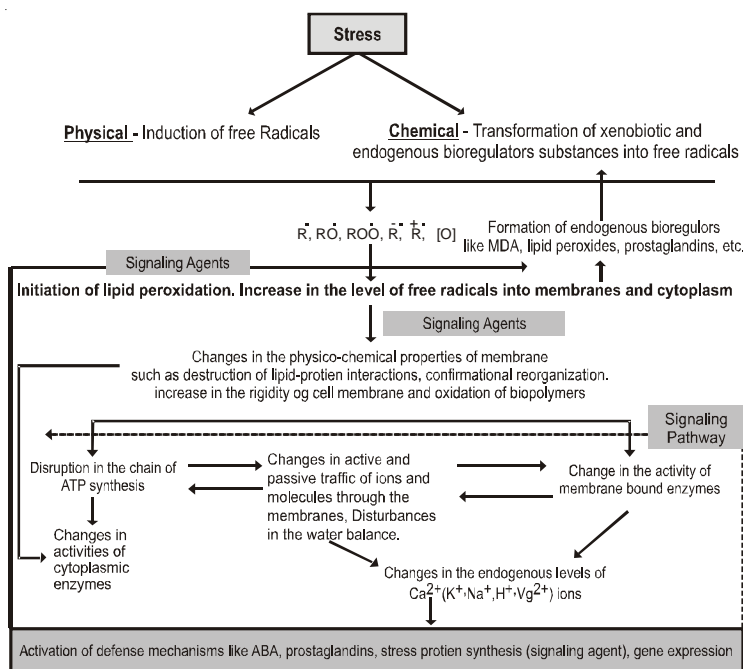 Stress
Physical - Induction of free Radicals
Chemical - Transformation of xenobiotic and
endogenous bioregulators substances into free radicals
Ṙ, RȮ, ROȮ, R̄̇, R⁺̇, [O]
Formation of endogenous bioregulors
like MDA, lipid peroxides, prostaglandins, etc.
Signaling Agents
Initiation of lipid peroxidation. Increase in the level of free radicals into membranes and cytoplasm
Signaling Agents
Changes in the physico-chemical properties of membrane
such as destruction of lipid-protien interactions, confirmational reorganization.
increase in the rigidity og cell membrane and oxidation of biopolymers
Signaling
Pathway
Disruption in the chain of
ATP synthesis
Changes in active and
passive traffic of ions and
molecules through the
membranes, Disturbances
in the water balance.
Change in the activity of
membrane bound enzymes
Changes in
activities of
cytoplasmic
enzymes
Changes in the endogenous levels of
Ca²⁺(K⁺,Na⁺,H⁺,Vg²⁺) ions
Activation of defense mechanisms like ABA, prostaglandins, stress protien synthesis (signaling agent), gene expression